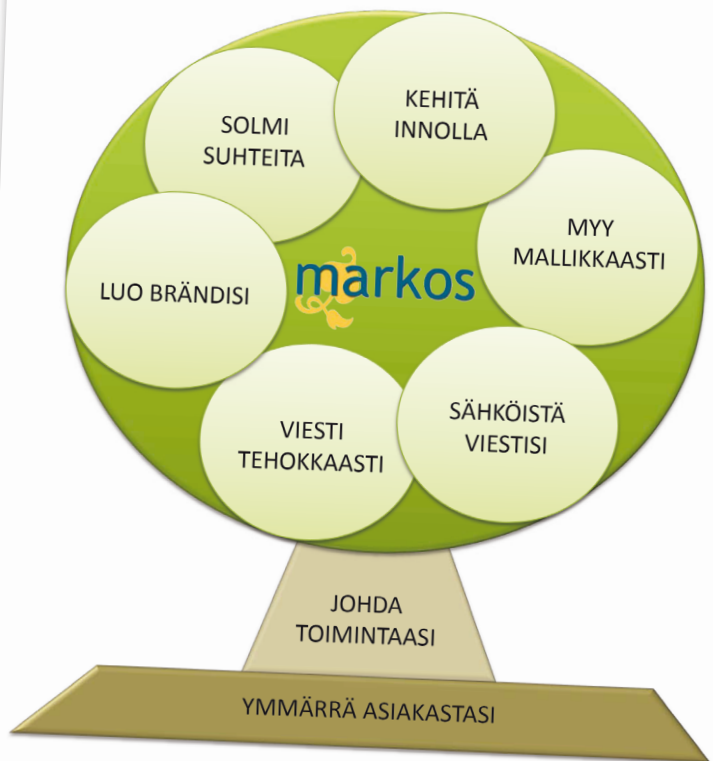 KEHITÄ
INNOLLA
SOLMI
SUHTEITA
MYY
MALLIKKAASTI
LUO BRÄNDISI
markos
SÄHKÖISTÄ
VIESTISI
VIESTI
TEHOKKAASTI
JOHDA
TOIMINTAASI
YMMÄRRÄ ASIAKASTASI